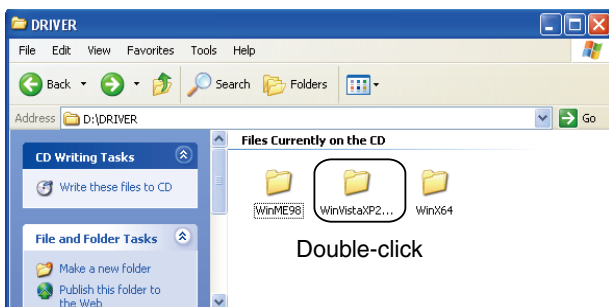 DRIVER
File Edit View Favorites Tools Help
Back Search Folders
Address D:\DRIVER Go
CD Writing Tasks
Write these files to CD
File and Folder Tasks
Make a new folder
Publish this folder to
the Web
Files Currently on the CD
WinME98 WinVistaXP2... WinX64
Double-click